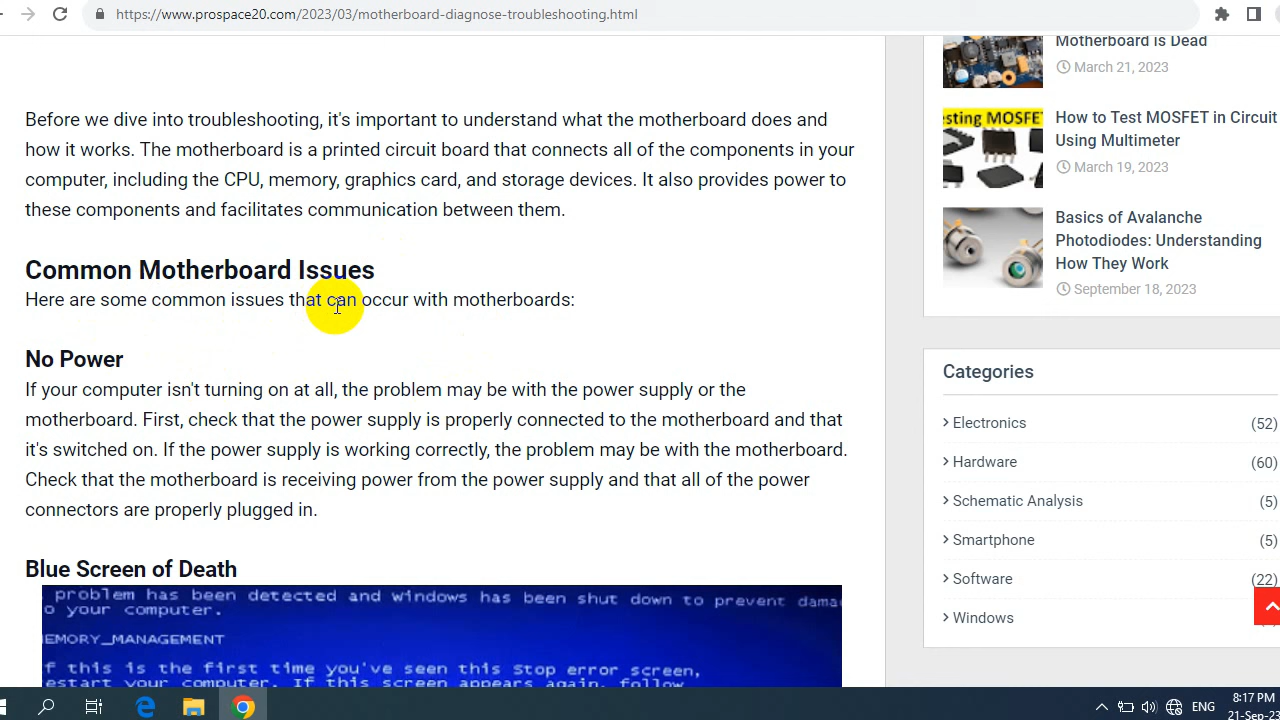 https://www.prospace20.com/2023/03/motherboard-diagnose-troubleshooting.html
Before we dive into troubleshooting, it's important to understand what the motherboard does and
how it works. The motherboard is a printed circuit board that connects all of the components in your
computer, including the CPU, memory, graphics card, and storage devices. It also provides power to
these components and facilitates communication between them.
Common Motherboard Issues
Here are some common issues that can occur with motherboards:
No Power
If your computer isn't turning on at all, the problem may be with the power supply or the
motherboard. First, check that the power supply is properly connected to the motherboard and that
it's switched on. If the power supply is working correctly, the problem may be with the motherboard.
Check that the motherboard is receiving power from the power supply and that all of the power
connectors are properly plugged in.
Blue Screen of Death
problem has been detected and windows has been shut down to prevent dama
o your computer.
EMORY_MANAGEMENT
f this is the first time you've seen this Stop error screen,
estart your computer. If this screen appears again, follow
Motherboard is Dead
March 21, 2023
esting MOSFET
How to Test MOSFET in Circuit
Using Multimeter
March 19, 2023
Basics of Avalanche
Photodiodes: Understanding
How They Work
September 18, 2023
Categories
Electronics (52)
Hardware (60)
Schematic Analysis (5)
Smartphone (5)
Software (22)
Windows
ENG
8:17 PM
21-Sep-23